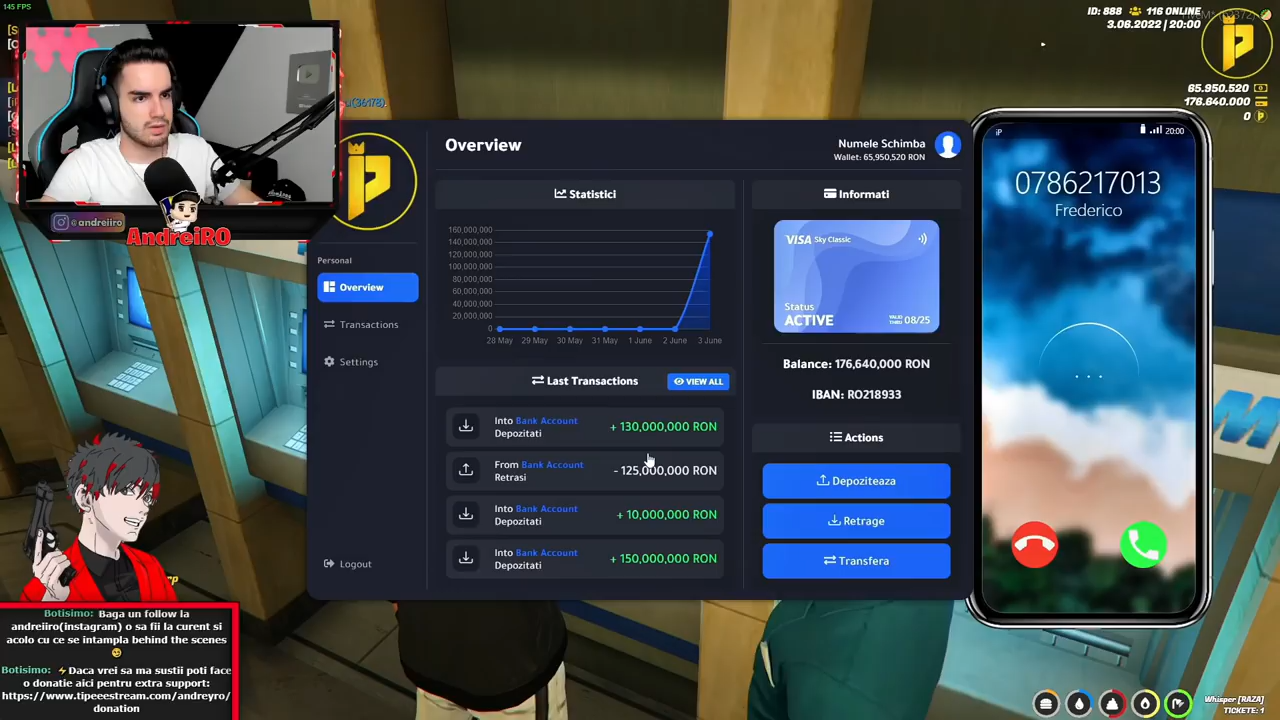 145 FPS
ID: 888 116 ONLINE
3.06.2022 | 20:00
65.950.520
176.640.000
0
(36178)
@andreiiro
AndreiRO
Overview
Numele Schimba
Wallet: 65,950,520 RON
Personal
Overview
Transactions
Settings
Logout
Statistici
160,000,000
140,000,000
120,000,000
100,000,000
80,000,000
60,000,000
40,000,000
20,000,000
0
28 May 29 May 30 May 31 May 1 June 2 June 3 June
Last Transactions
VIEW ALL
Into Bank Account
Depozitati
+ 130,000,000 RON
From Bank Account
Retrasi
- 125,000,000 RON
Into Bank Account
Depozitati
+ 10,000,000 RON
Into Bank Account
Depozitati
+ 150,000,000 RON
Informati
VISA Sky Classic
Status
ACTIVE
VALID THRU 08/25
Balance: 176,640,000 RON
IBAN: RO218933
Actions
Depoziteaza
Retrage
Transfera
iP
20:00
0786217013
Frederico
Botisimo: Baga un follow la
andreiiro(instagram) o sa fii la curent si
acolo cu ce se intampla behind the scenes
Botisimo: ⚡Daca vrei sa ma sustii poti face
o donatie aici pentru extra support:
https://www.tipeeestream.com/andreyro/
donation
Whisper [RAZA]
TICKETE: 1